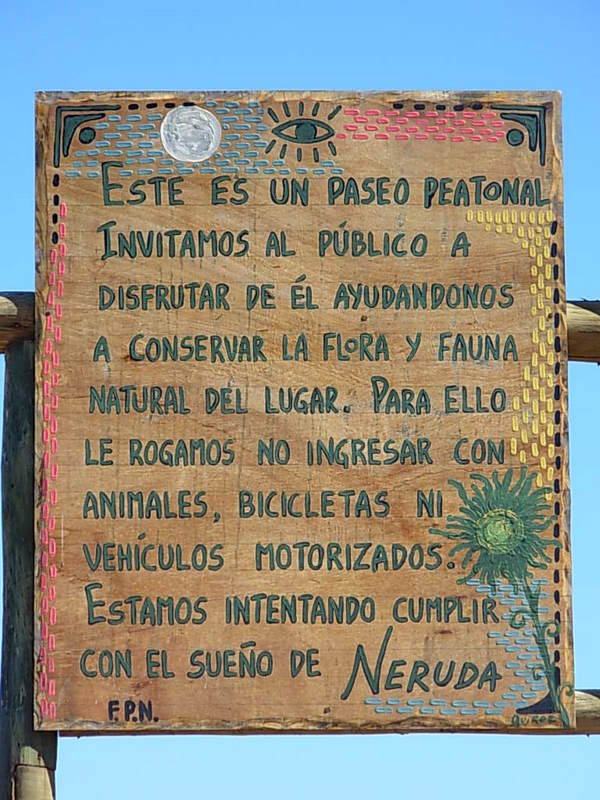 ESTE ES UN PASEO PEATONAL
INVITAMOS AL PÚBLICO A
DISFRUTAR DE ÉL AYUDANDONOS
A CONSERVAR LA FLORA Y FAUNA
NATURAL DEL LUGAR. PARA ELLO
LE ROGAMOS NO INGRESAR CON
ANIMALES, BICICLETAS NI
VEHÍCULOS MOTORIZADOS.
ESTAMOS INTENTANDO CUMPLIR
CON EL SUEÑO DE NERUDA
F.P.N.